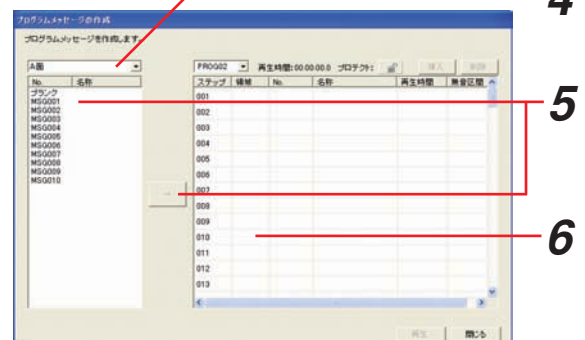 4
プログラムメッセージの作成
プログラムメッセージを作成します。
A面
PROG02 再生時間:00:00:00.0 プロテクト: 挿入 削除
No. 名称
ステップ 領域 No. 名称 再生時間 無音区間
ブランク
MSG001
MSG002
MSG003
MSG004
MSG005
MSG006
MSG007
MSG008
MSG009
MSG010
→
001
002
003
004
005
006
007
008
009
010
011
012
013
5
6
再生 閉じる